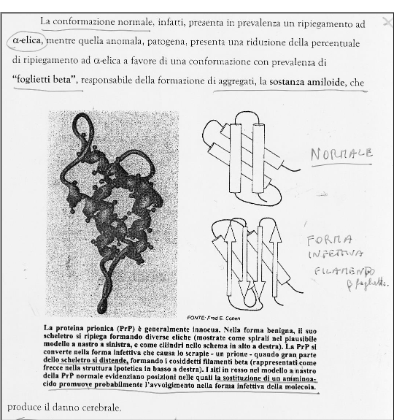 La conformazione normale, infatti, presenta in prevalenza un ripiegamento ad
α-elica, mentre quella anomala, patogena, presenta una riduzione della percentuale
di ripiegamento ad α-elica a favore di una conformazione con prevalenza di
"foglietti beta", responsabile della formazione di aggregati, la sostanza amiloide, che
NORMALE
FORMA
INFETTIVA
FILAMENTO
FONTE: Fred E. Cohen
La proteina prionica (PrP) è generalmente innocua. Nella forma benigna, il suo
scheletro si ripiega formando diverse eliche (mostrate come spirali nel plausibile
modello a nastro a sinistra, e come cilindri nello schema in alto a destra). La PrP si
converte nella forma infettiva che causa lo scrapie - un prione - quando gran parte
dello scheletro si distende, formando i cosiddetti filamenti beta (rappresentati come
frecce nella struttura ipotetica in basso a destra). I siti in rosso nel modello a nastro
della PrP normale evidenziano posizioni nelle quali la sostituzione di un aminoa-
cido promuove probabilmente l'avvolgimento nella forma infettiva della molecola.
produce il danno cerebrale.